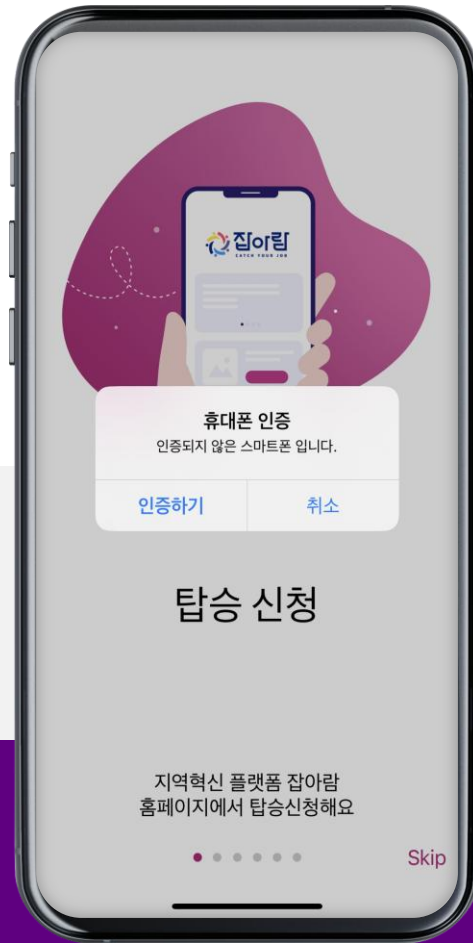 잡아람
CATCH YOUR JOB
휴대폰 인증
인증되지 않은 스마트폰 입니다.
인증하기
취소
탑승 신청
지역혁신 플랫폼 잡아람
홈페이지에서 탑승신청해요
Skip